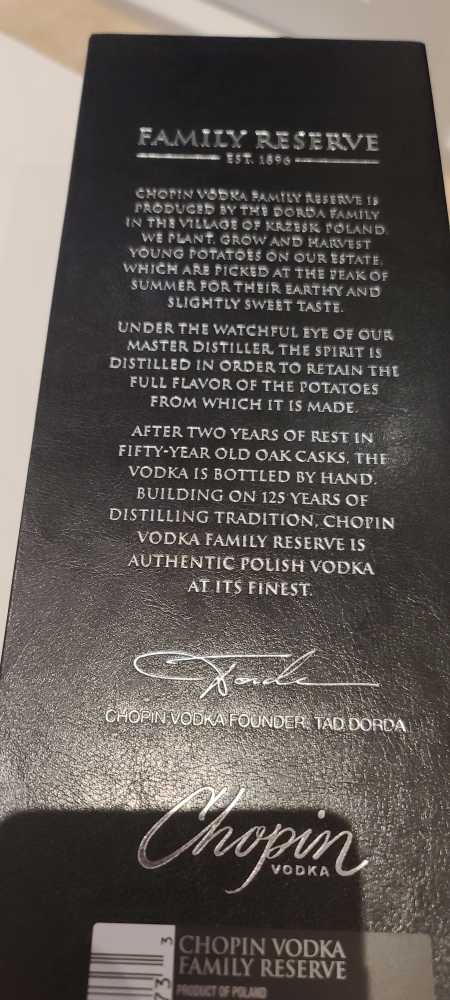 FAMILY RESERVE
EST. 1896
CHOPIN VODKA FAMILY RESERVE IS
PRODUCED BY THE DORDA FAMILY
IN THE VILLAGE OF KRZESK, POLAND.
WE PLANT, GROW AND HARVEST
YOUNG POTATOES ON OUR ESTATE,
WHICH ARE PICKED AT THE PEAK OF
SUMMER FOR THEIR EARTHY AND
SLIGHTLY SWEET TASTE.
UNDER THE WATCHFUL EYE OF OUR
MASTER DISTILLER, THE SPIRIT IS
DISTILLED IN ORDER TO RETAIN THE
FULL FLAVOR OF THE POTATOES
FROM WHICH IT IS MADE.
AFTER TWO YEARS OF REST IN
FIFTY-YEAR OLD OAK CASKS, THE
VODKA IS BOTTLED BY HAND.
BUILDING ON 125 YEARS OF
DISTILLING TRADITION, CHOPIN
VODKA FAMILY RESERVE IS
AUTHENTIC POLISH VODKA
AT ITS FINEST.
CHOPIN VODKA FOUNDER, TAD DORDA
Chopin
VODKA
73 3
CHOPIN VODKA
FAMILY RESERVE
PRODUCT OF POLAND